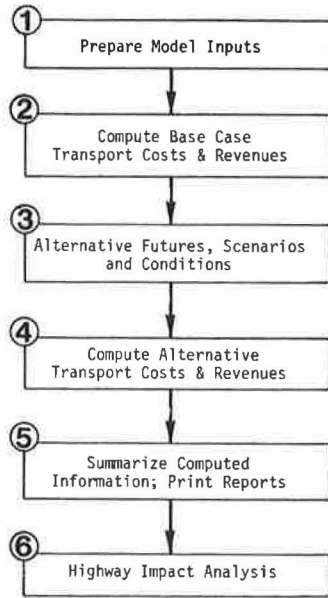 1
Prepare Model Inputs
2
Compute Base Case
Transport Costs & Revenues
3
Alternative Futures, Scenarios
and Conditions
4
Compute Alternative
Transport Costs & Revenues
5
Summarize Computed
Information; Print Reports
6
Highway Impact Analysis